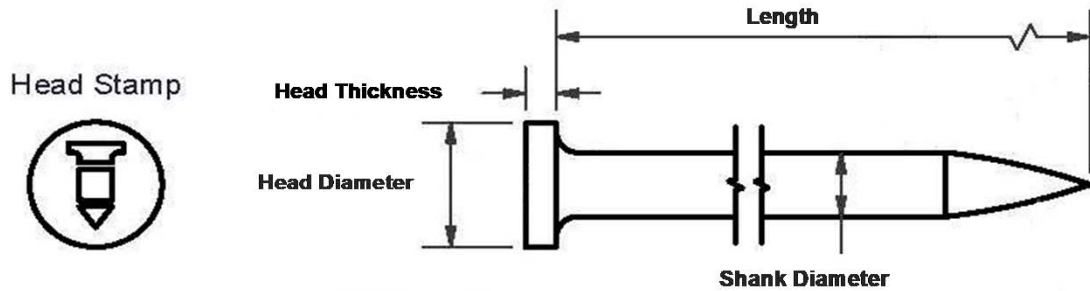 Length
Head Stamp
Head Thickness
Head Diameter
Shank Diameter